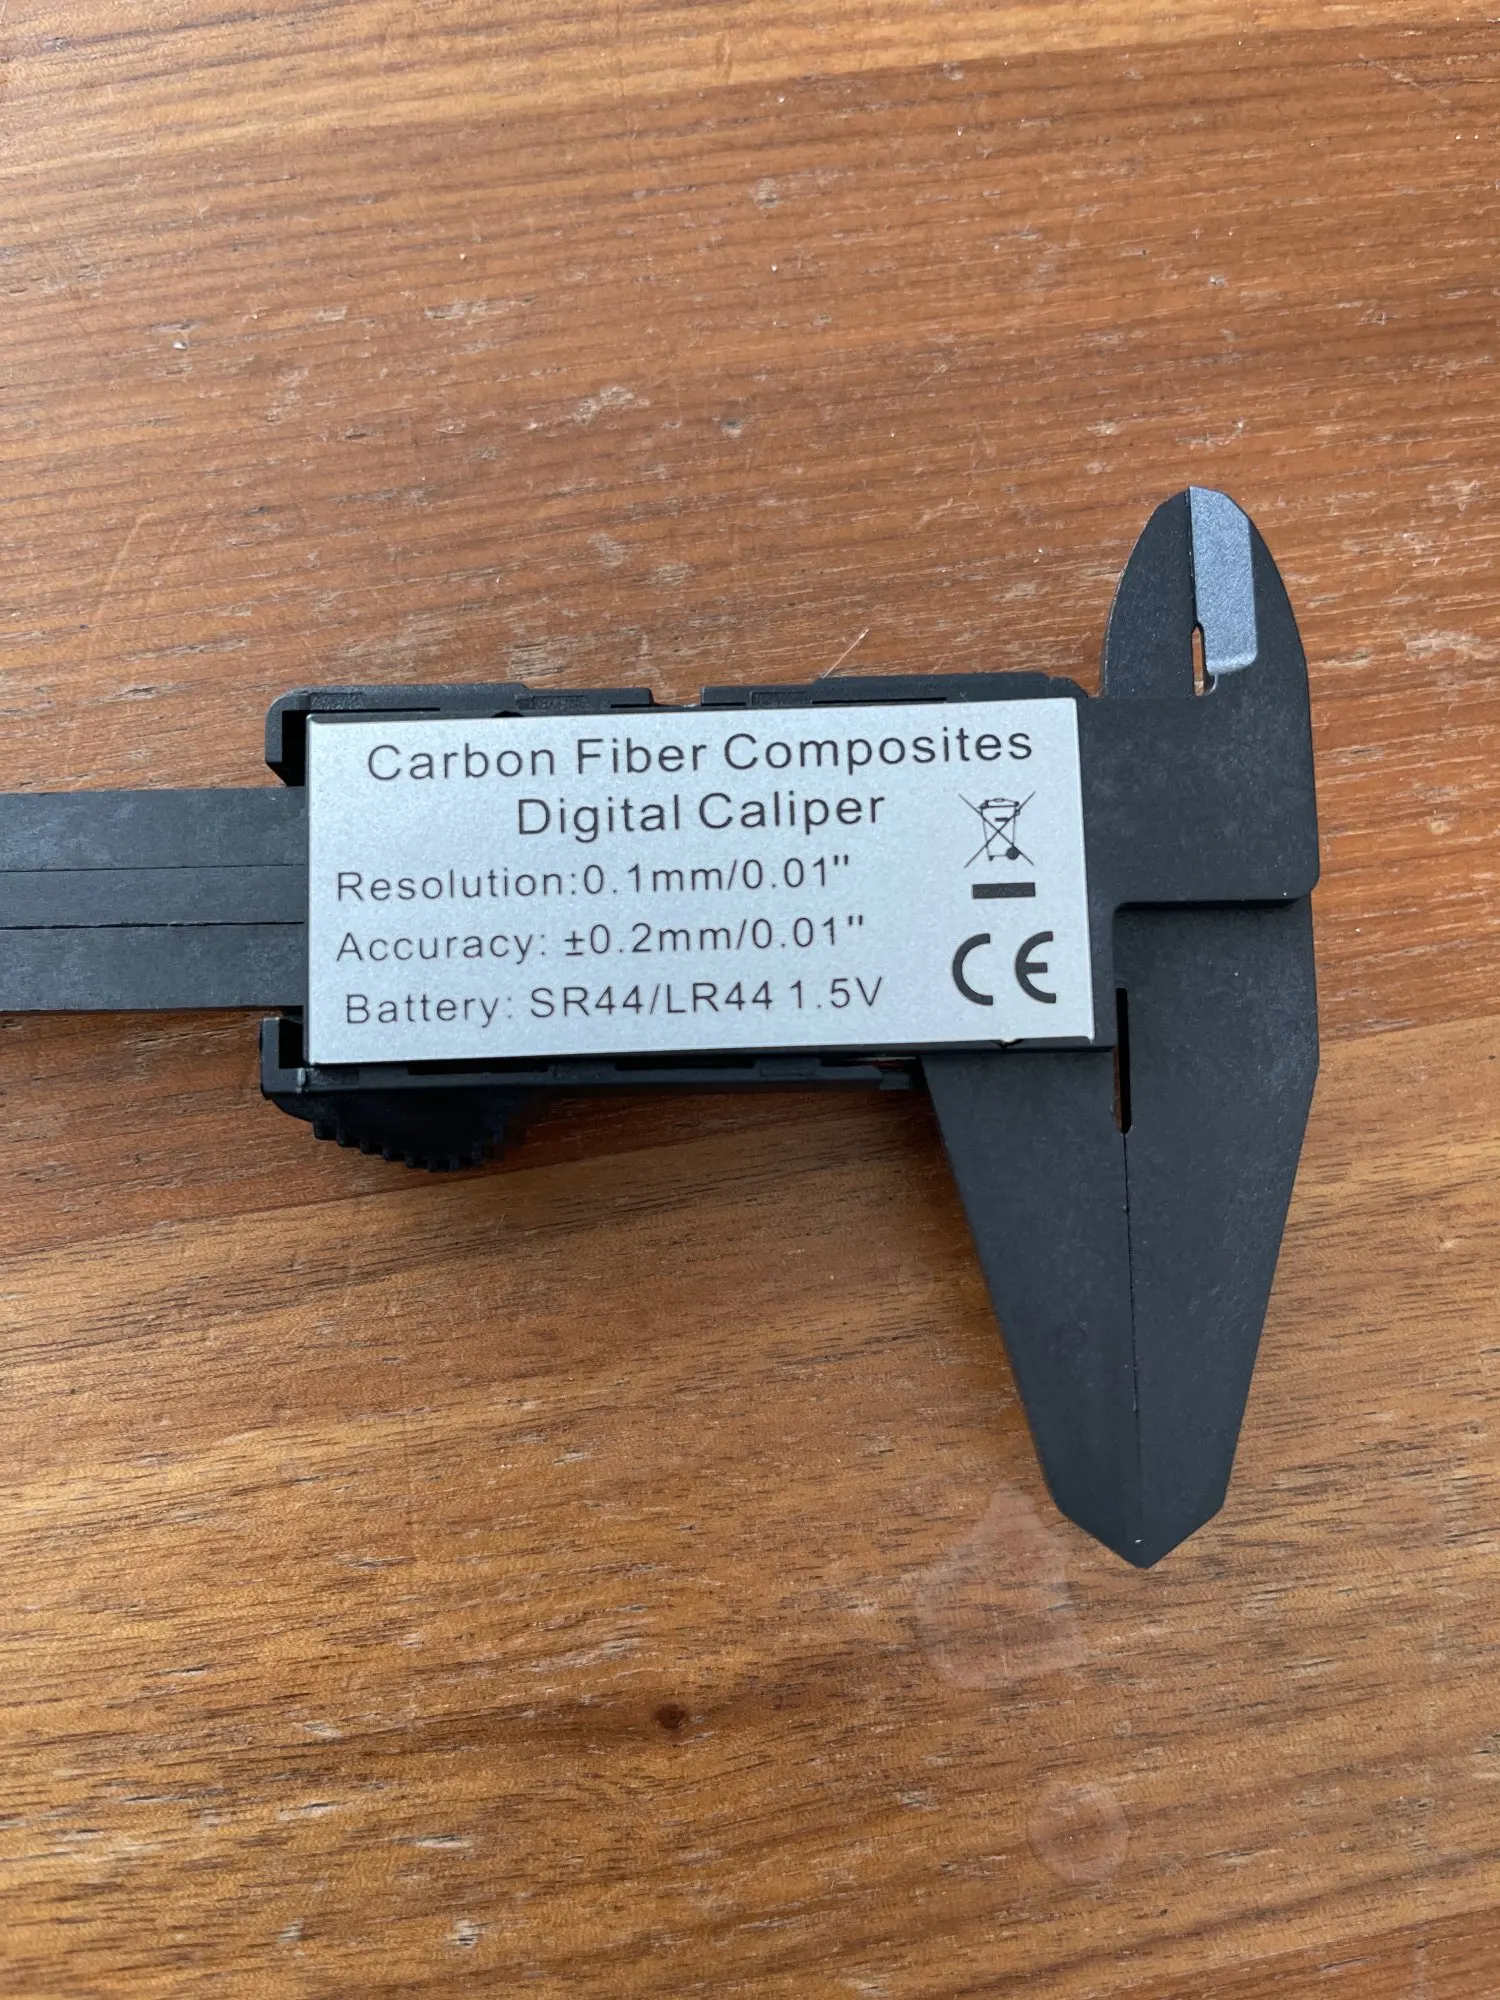 Carbon Fiber Composites
Digital Caliper
Resolution:0.1mm/0.01"
Accuracy: ±0.2mm/0.01"
Battery: SR44/LR44 1.5V
CE